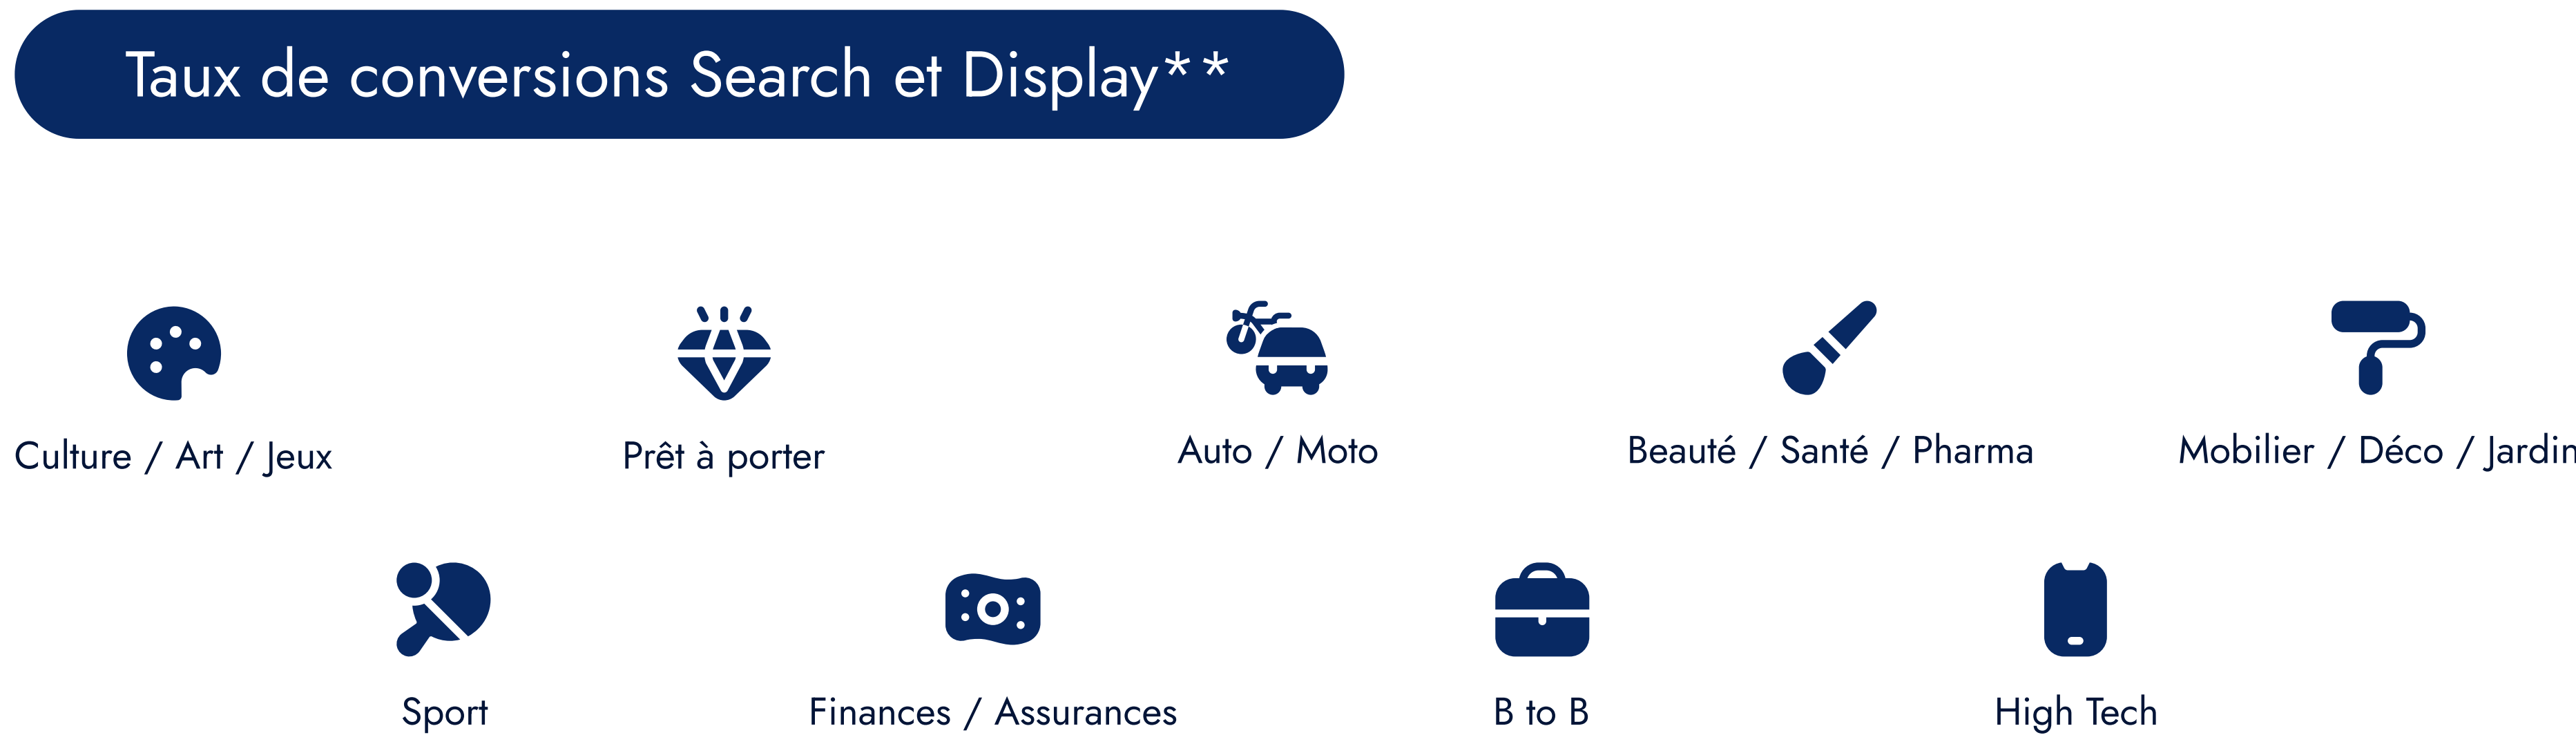 Taux de conversions Search et Display**
Culture / Art / Jeux
Prêt à porter
Auto / Moto
Beauté / Santé / Pharma
Mobilier / Déco / Jardin
Sport
Finances / Assurances
B to B
High Tech